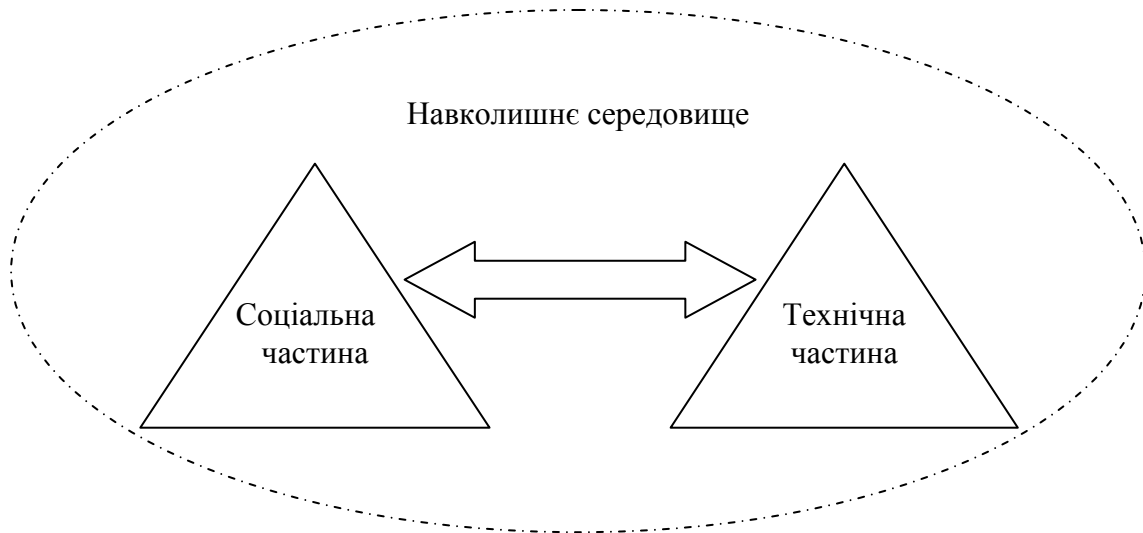 Навколишнє середовище
Соціальна
частина
Технічна
частина